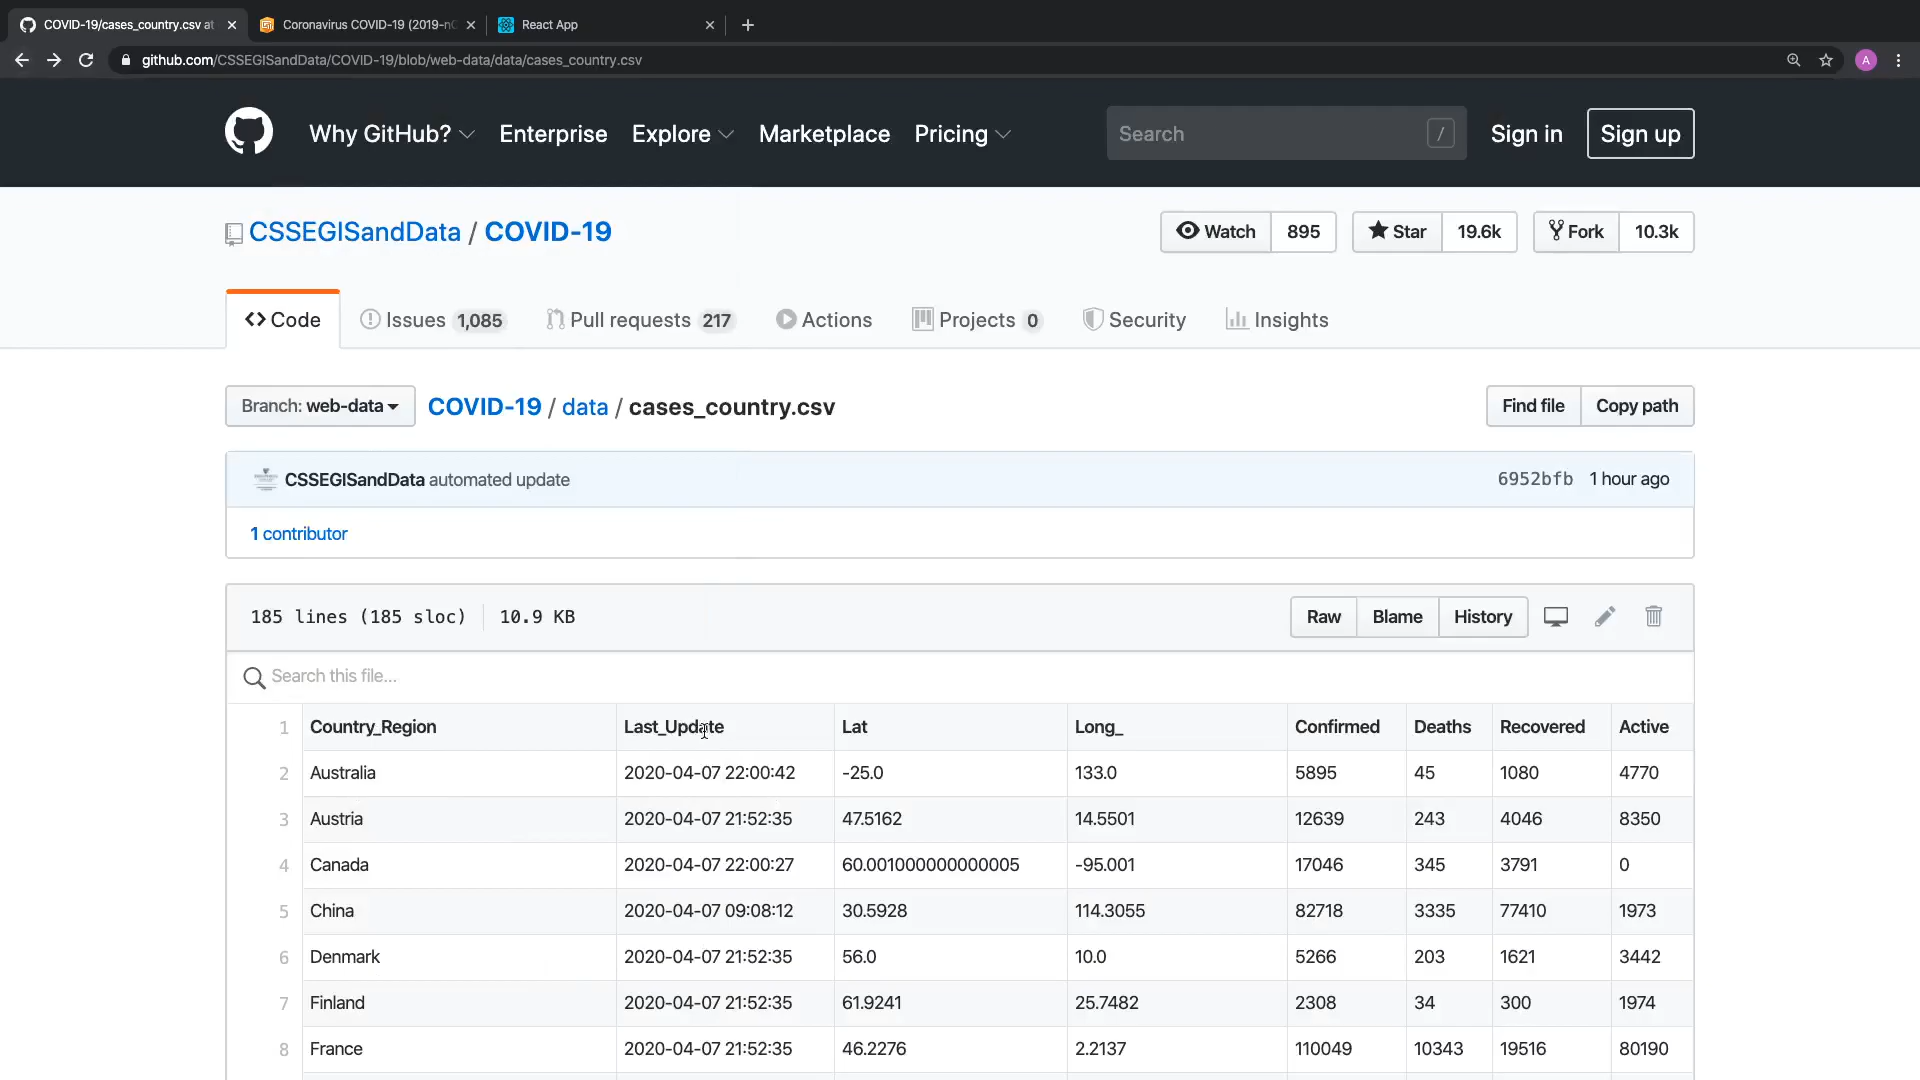 COVID-19/cases_country.csv at
Coronavirus COVID-19 (2019-nC
React App
github.com/CSSEGISandData/COVID-19/blob/web-data/data/cases_country.csv
A
Why GitHub? Enterprise Explore Marketplace Pricing Search / Sign in Sign up
CSSEGISandData / COVID-19 Watch 895 Star 19.6k Fork 10.3k
Code Issues 1,085 Pull requests 217 Actions Projects 0 Security Insights
Branch: web-data COVID-19 / data / cases_country.csv Find file Copy path
CSSEGISandData automated update 6952bfb 1 hour ago
1 contributor
185 lines (185 sloc) 10.9 KB Raw Blame History
Search this file...
1 Country_Region Last_Update Lat Long_ Confirmed Deaths Recovered Active
2 Australia 2020-04-07 22:00:42 -25.0 133.0 5895 45 1080 4770
3 Austria 2020-04-07 21:52:35 47.5162 14.5501 12639 243 4046 8350
4 Canada 2020-04-07 22:00:27 60.001000000000005 -95.001 17046 345 3791 0
5 China 2020-04-07 09:08:12 30.5928 114.3055 82718 3335 77410 1973
6 Denmark 2020-04-07 21:52:35 56.0 10.0 5266 203 1621 3442
7 Finland 2020-04-07 21:52:35 61.9241 25.7482 2308 34 300 1974
8 France 2020-04-07 21:52:35 46.2276 2.2137 110049 10343 19516 80190